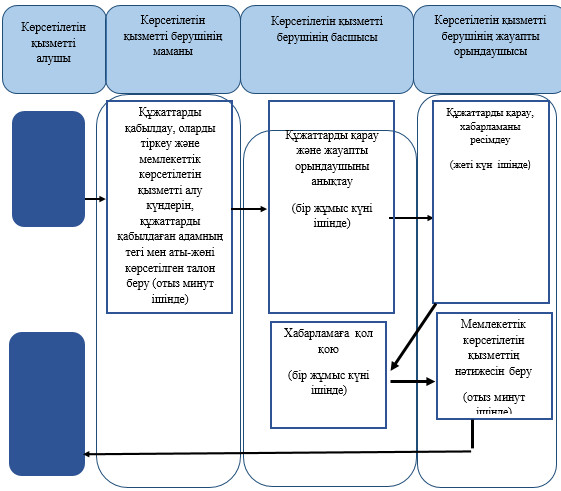 Көрсетілетін
қызметті
алушы
Көрсетілетін
қызметті берушінің
маманы
Көрсетілетін қызметті
берушінің басшысы
Көрсетілетін қызметті
берушінің жауапты
орындаушысы
Құжаттарды
қабылдау, оларды
тіркеу және
мемлекеттік
көрсетілетін
қызметті алу
күндерін,
құжаттарды
қабылдаған адамның
тегі мен аты-жөні
көрсетілген талон
беру (отыз минут
ішінде)
Құжаттарды қарау
және жауапты
орындаушыны
анықтау
(бір жұмыс күні
ішінде)
Құжаттарды қарау,
хабарламаны
ресімдеу
(жеті күн ішінде)
Хабарламаға қол
қою
(бір жұмыс күні
ішінде)
Мемлекеттік
көрсетілетін
қызметтің
нәтижесін беру
(отыз минут
ішінде)